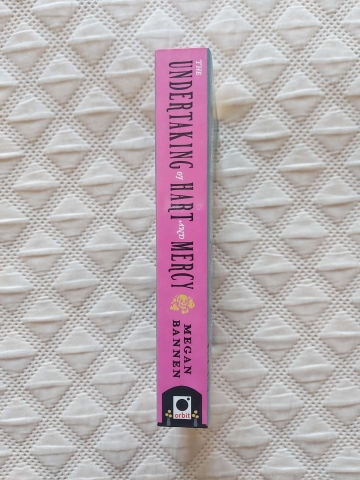 THE
UNDERTAKING of HART and MERCY
MEGAN
BANNEN
orbit